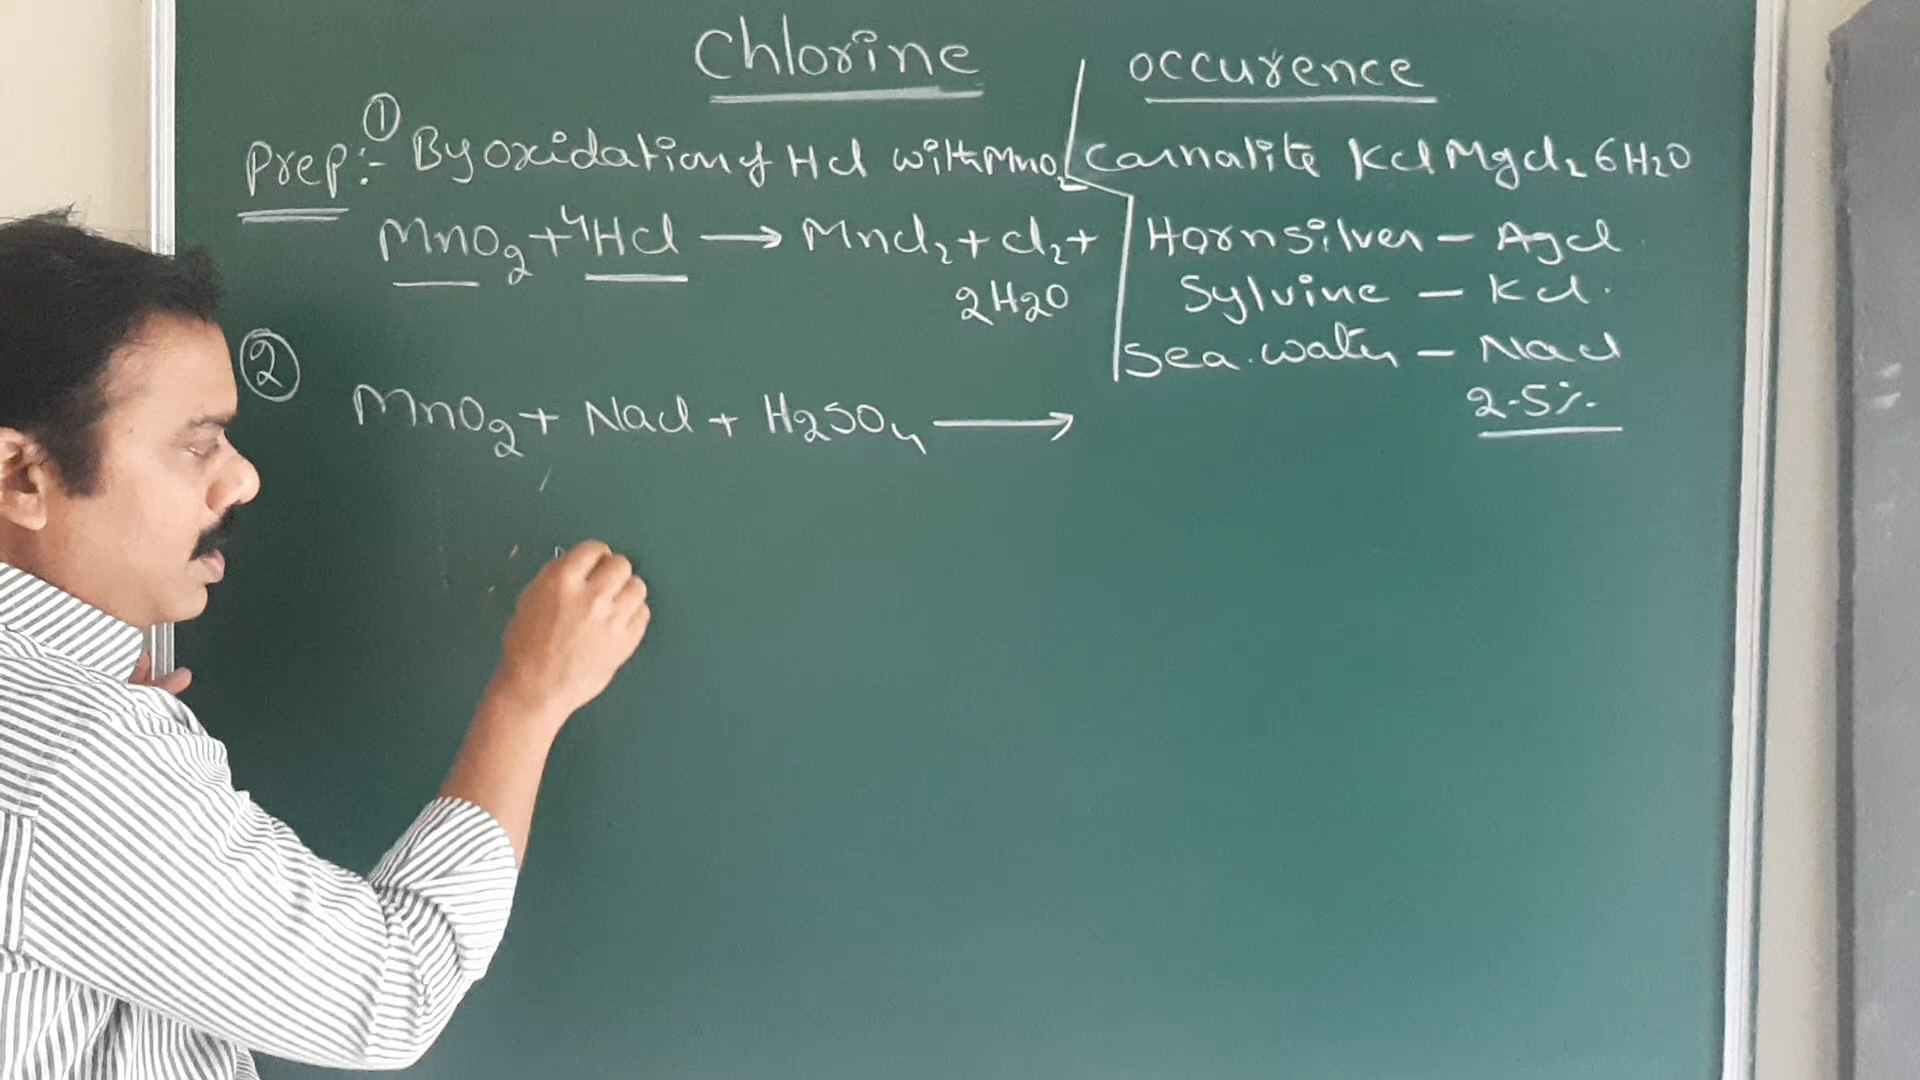 Chlorine
Prep:- ① By oxidation of Hcl with MnO₂
MnO₂ + 4Hcl → Mncl₂ + cl₂ +
2H₂O
②
MnO₂ + Nacl + H₂SO₄ →
occurence
Carnalite Kcl Mgcl₂ 6H₂O
Hornsilver - Agcl
Sylvine - Kcl.
Sea.water - Nacl
2.5%